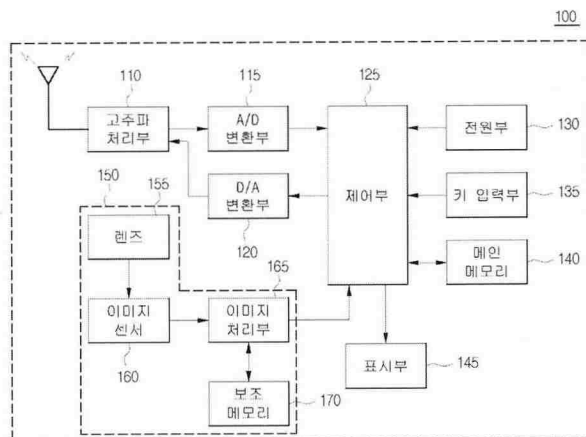 100
110
115
125
고주파
처리부
A/D
변환부
전원부
130
150
155
D/A
변환부
제어부
키 입력부
135
렌즈
120
165
메인
메모리
140
이미지
센서
이미지
처리부
160
표시부
145
보조
메모리
170